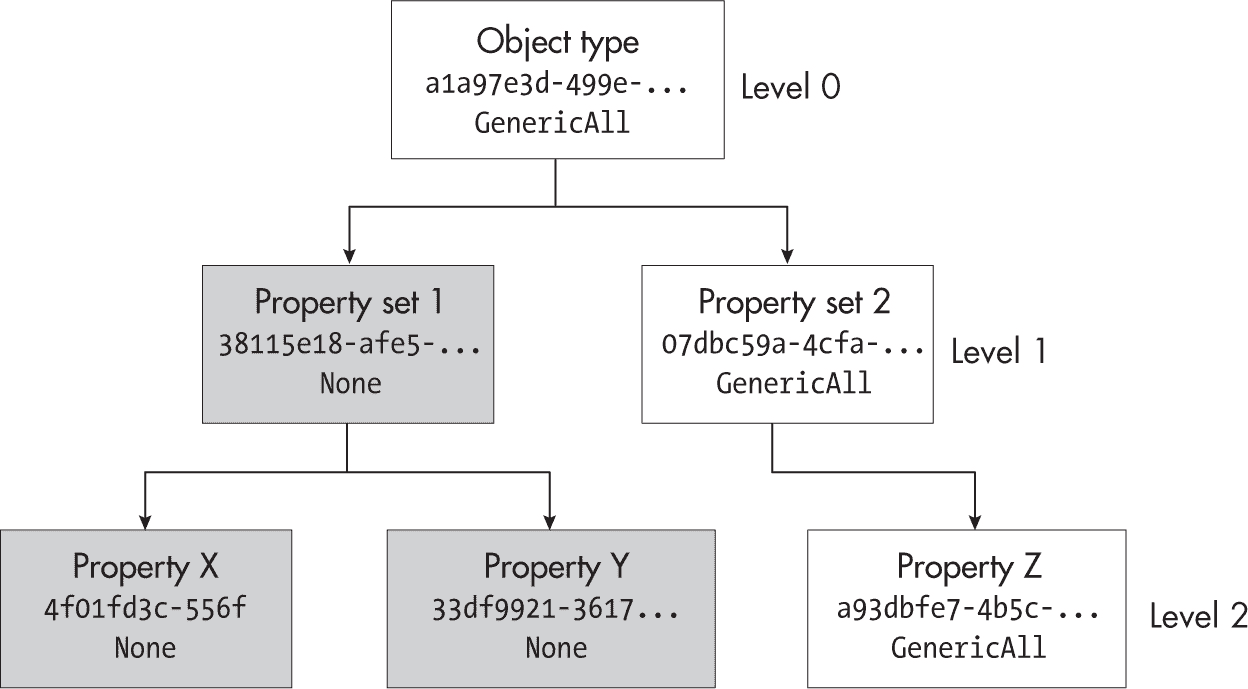 Object type
a1a97e3d-499e-...
GenericAll
Level 0
Property set 1
38115e18-afe5-...
None
Property set 2
07dbc59a-4cfa-...
GenericAll
Level 1
Property X
4f01fd3c-556f
None
Property Y
33df9921-3617...
None
Property Z
a93dbfe7-4b5c-...
GenericAll
Level 2